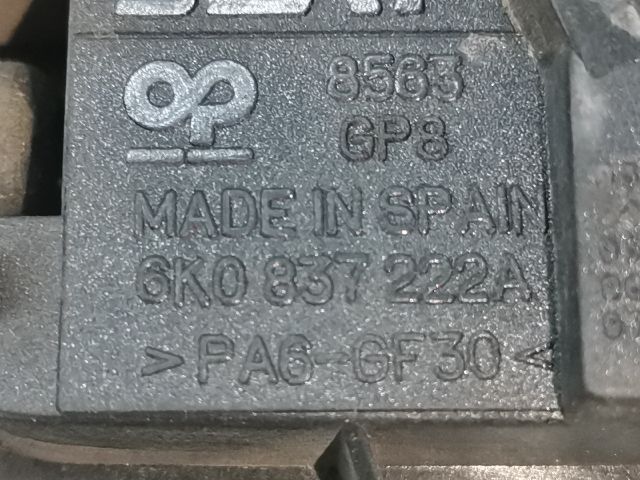 8563
GP8
MADE IN SPAIN
6K0 837 222A
>PA6-GF30<